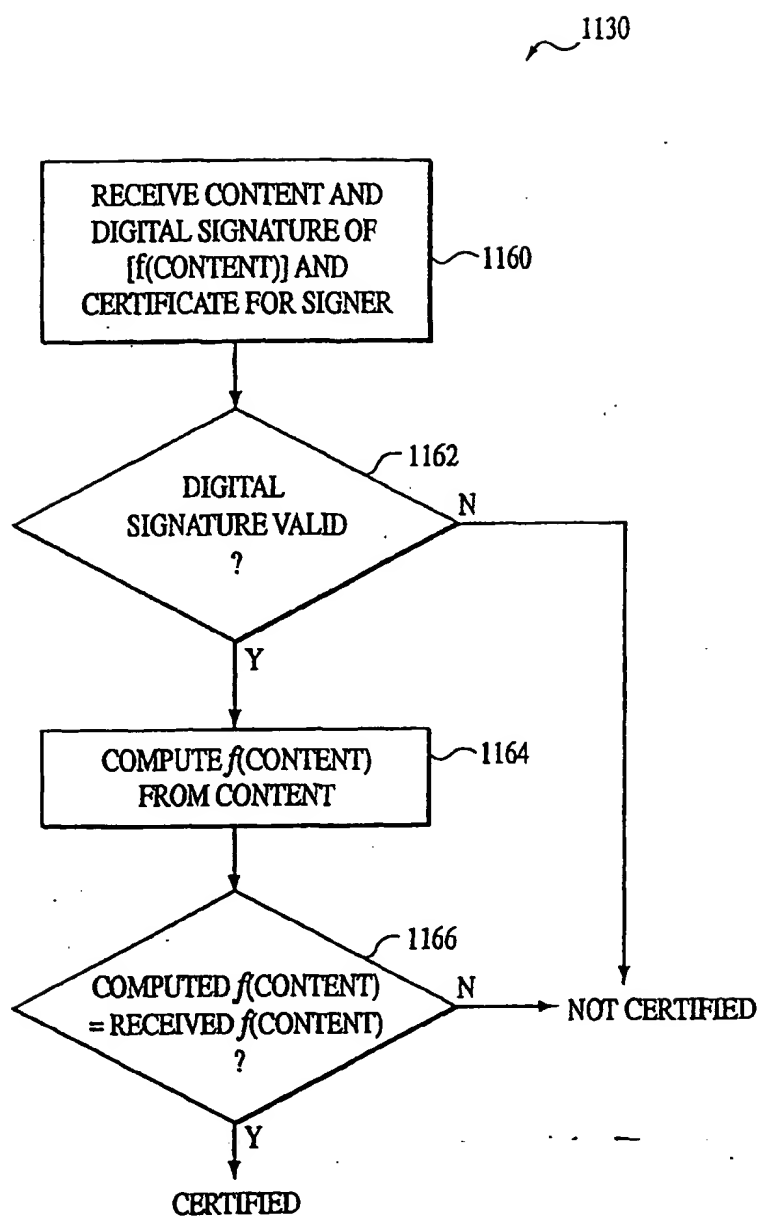 1130
RECEIVE CONTENT AND
DIGITAL SIGNATURE OF
[f(CONTENT)] AND
CERTIFICATE FOR SIGNER
1160
1162
DIGITAL
SIGNATURE VALID
?
N
Y
COMPUTE f(CONTENT)
FROM CONTENT
1164
1166
COMPUTED f(CONTENT)
= RECEIVED f(CONTENT)
?
N
NOT CERTIFIED
Y
CERTIFIED